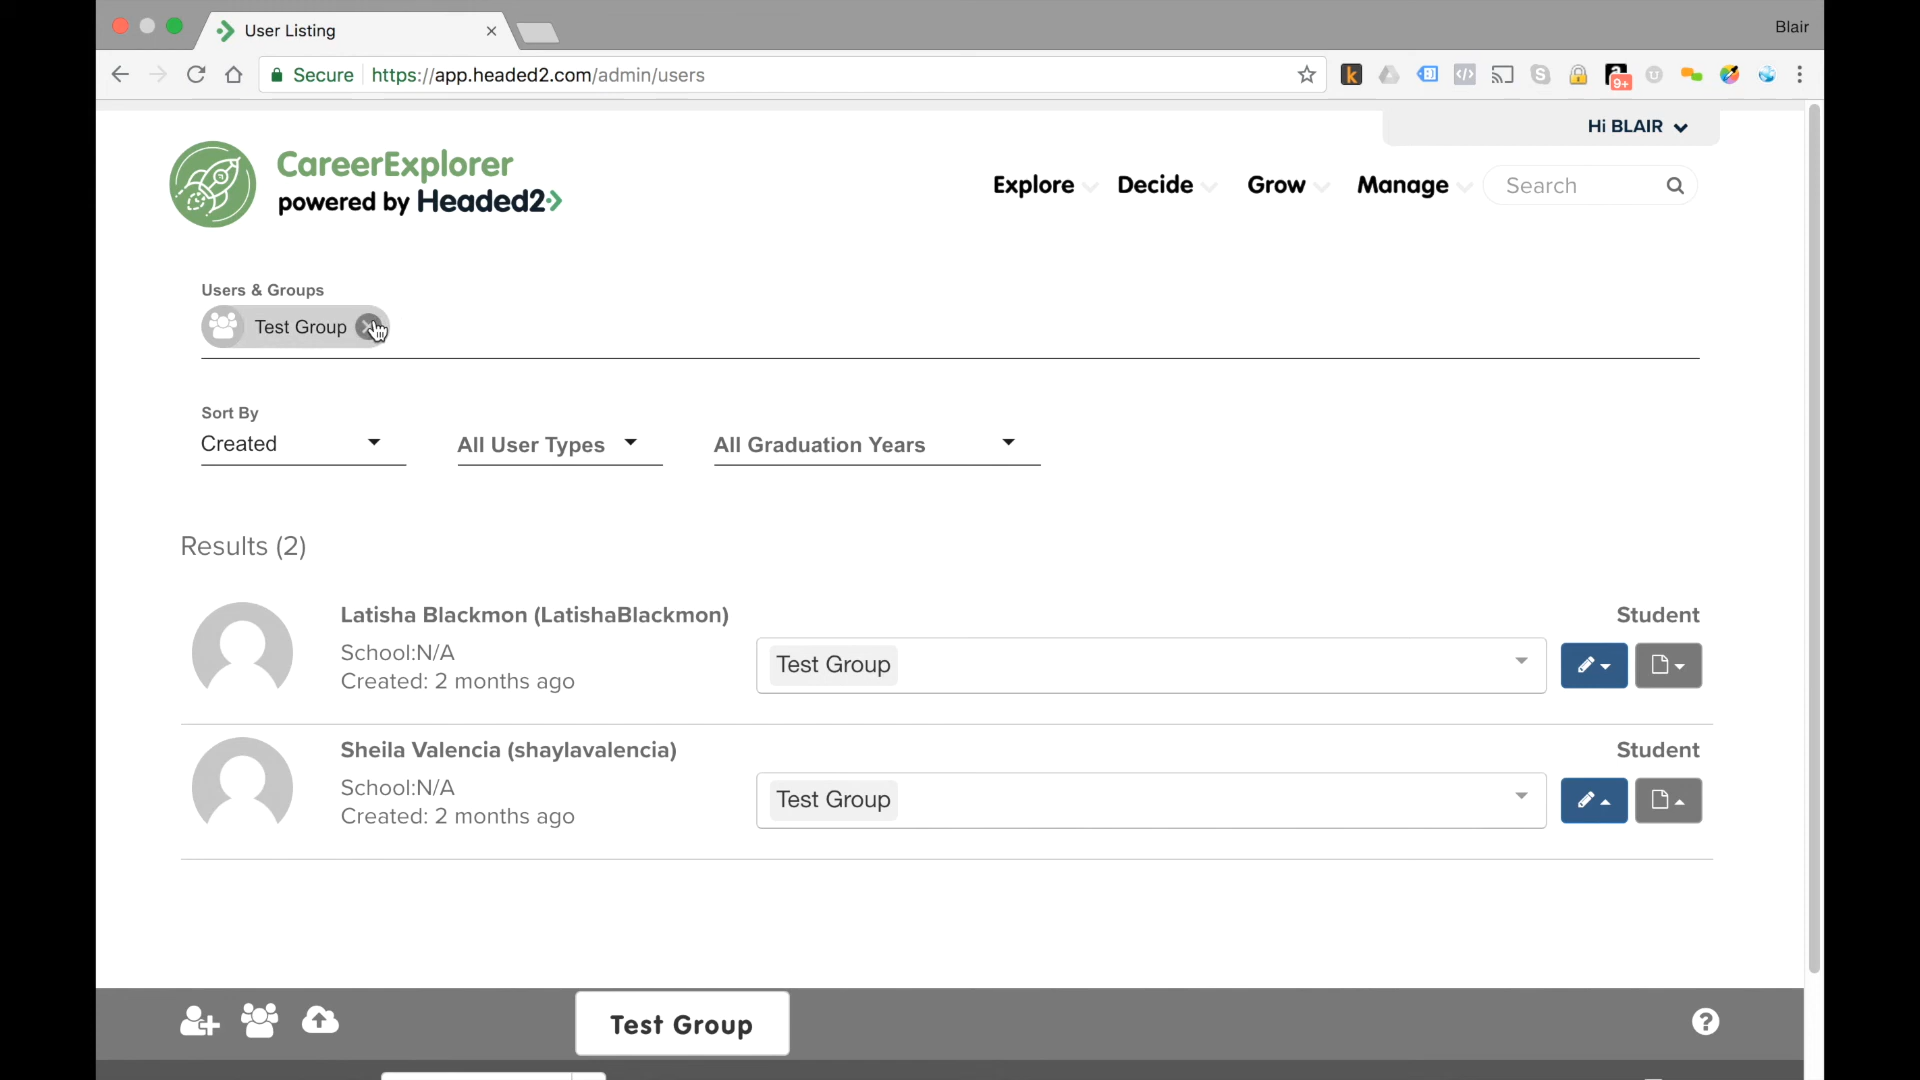 User Listing
Blair
Secure https://app.headed2.com/admin/users
9+
Hi BLAIR
CareerExplorer
powered by Headed2
Explore Decide Grow Manage Search
Users & Groups
Test Group
Sort By
Created All User Types All Graduation Years
Results (2)
Latisha Blackmon (LatishaBlackmon) Student
School:N/A
Test Group
Created: 2 months ago
Sheila Valencia (shaylavalencia) Student
School:N/A
Test Group
Created: 2 months ago
Test Group